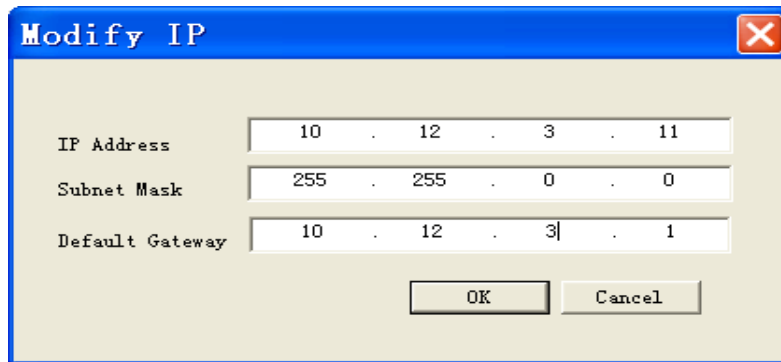 Modify IP
IP Address 10 . 12 . 3 . 11
Subnet Mask 255 . 255 . 0 . 0
Default Gateway 10 . 12 . 3 . 1
OK Cancel